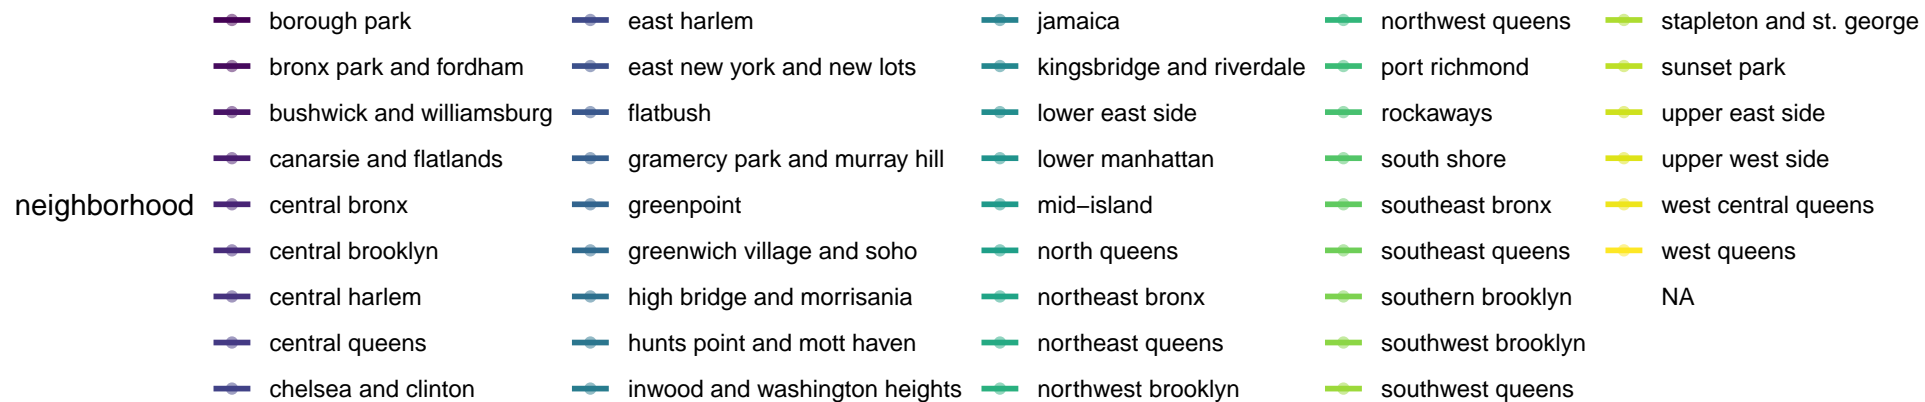 neighborhood
borough park
bronx park and fordham
bushwick and williamsburg
canarsie and flatlands
central bronx
central brooklyn
central harlem
central queens
chelsea and clinton
east harlem
east new york and new lots
flatbush
gramercy park and murray hill
greenpoint
greenwich village and soho
high bridge and morrisania
hunts point and mott haven
inwood and washington heights
jamaica
kingsbridge and riverdale
lower east side
lower manhattan
mid−island
north queens
northeast bronx
northeast queens
northwest brooklyn
northwest queens
port richmond
rockaways
south shore
southeast bronx
southeast queens
southern brooklyn
southwest brooklyn
southwest queens
stapleton and st. george
sunset park
upper east side
upper west side
west central queens
west queens
NA